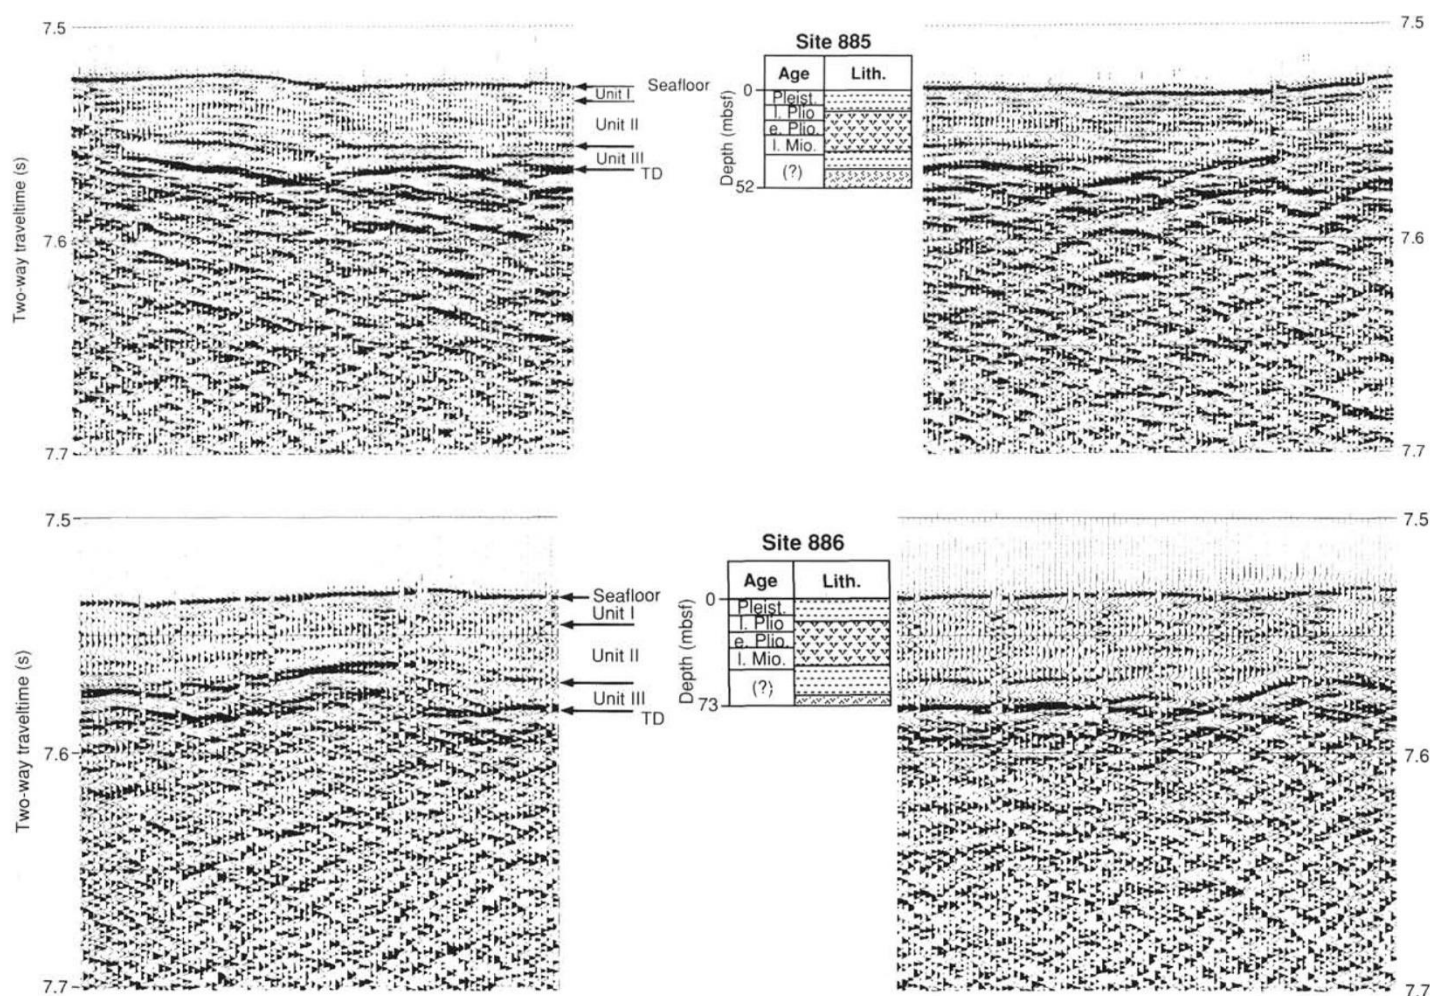 7.5
7.5
Site 885
Age Lith.
Seafloor
0
Unit I
Pleist.
l. Plio
Unit II
e. Plio.
l. Mio.
Unit III
(?)
TD
52
Depth (mbsf)
Two-way traveltime (s)
7.6
7.6
7.7
7.7
7.5
7.5
Site 886
Age Lith.
Seafloor
0
Pleist.
Unit I
l. Plio
e. Plio.
Unit II
l. Mio.
(?)
Unit III
73
TD
Depth (mbsf)
Two-way traveltime (s)
7.6
7.6
7.7
7.7